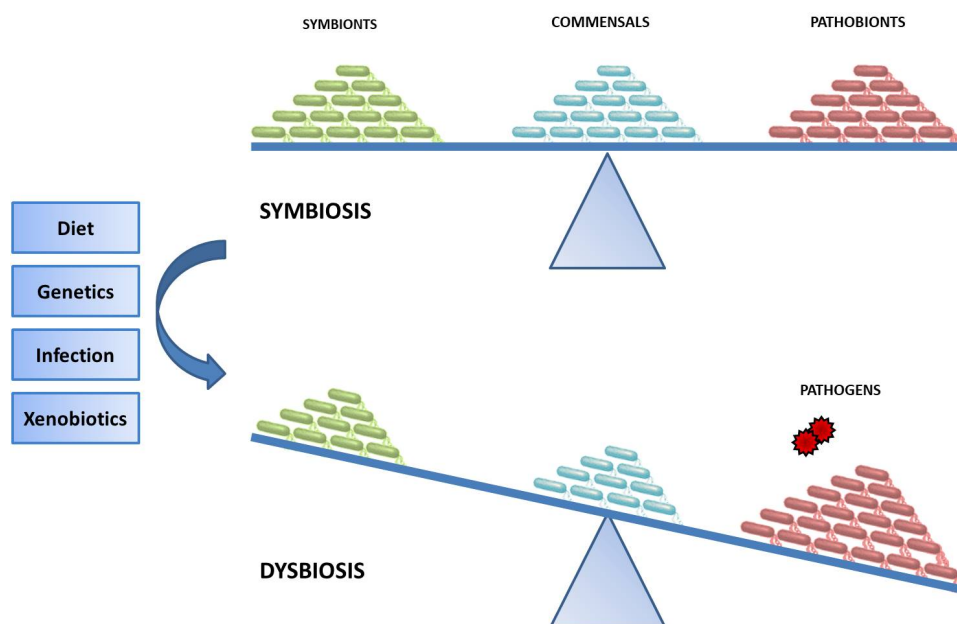 SYMBIONTS
COMMENSALS
PATHOBIONTS
SYMBIOSIS
Diet
Genetics
Infection
Xenobiotics
PATHOGENS
DYSBIOSIS